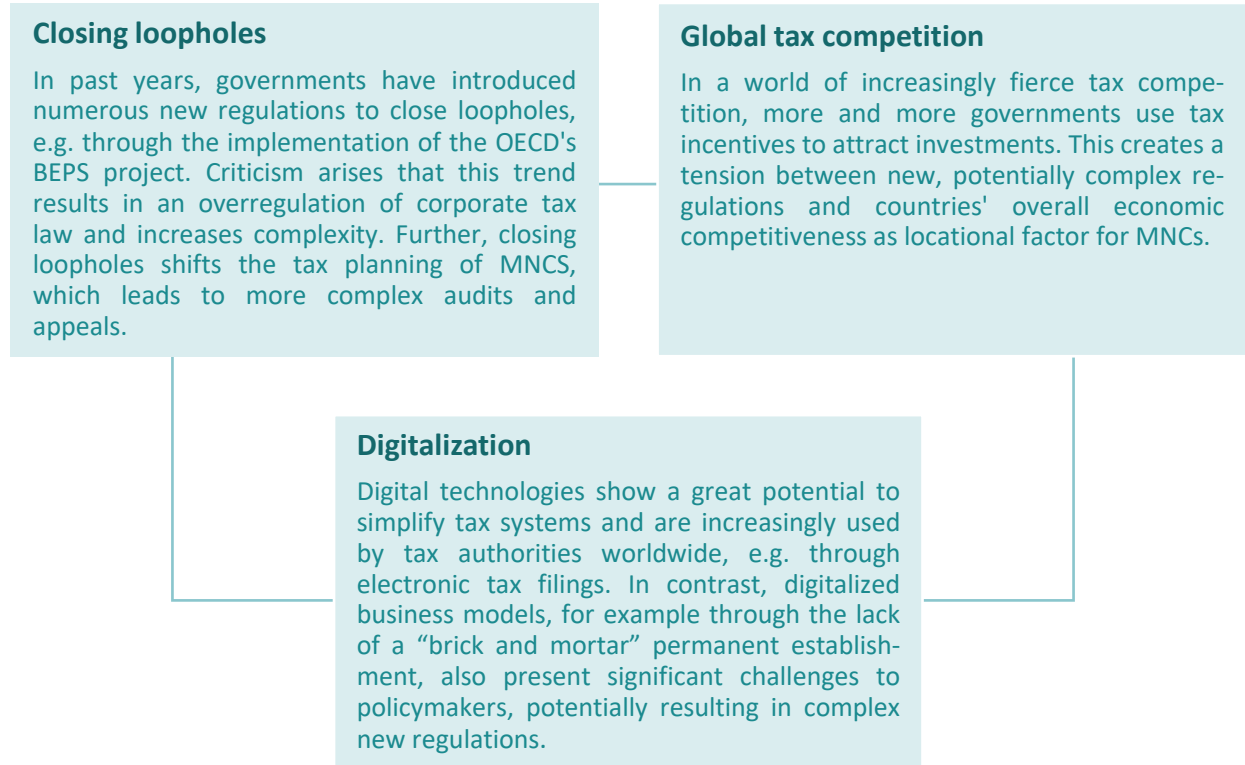 Closing loopholes
In past years, governments have introduced
numerous new regulations to close loopholes,
e.g. through the implementation of the OECD's
BEPS project. Criticism arises that this trend
results in an overregulation of corporate tax
law and increases complexity. Further, closing
loopholes shifts the tax planning of MNCS,
which leads to more complex audits and
appeals.
Global tax competition
In a world of increasingly fierce tax compe-
tition, more and more governments use tax
incentives to attract investments. This creates a
tension between new, potentially complex re-
gulations and countries' overall economic
competitiveness as locational factor for MNCs.
Digitalization
Digital technologies show a great potential to
simplify tax systems and are increasingly used
by tax authorities worldwide, e.g. through
electronic tax filings. In contrast, digitalized
business models, for example through the lack
of a “brick and mortar” permanent establish-
ment, also present significant challenges to
policymakers, potentially resulting in complex
new regulations.